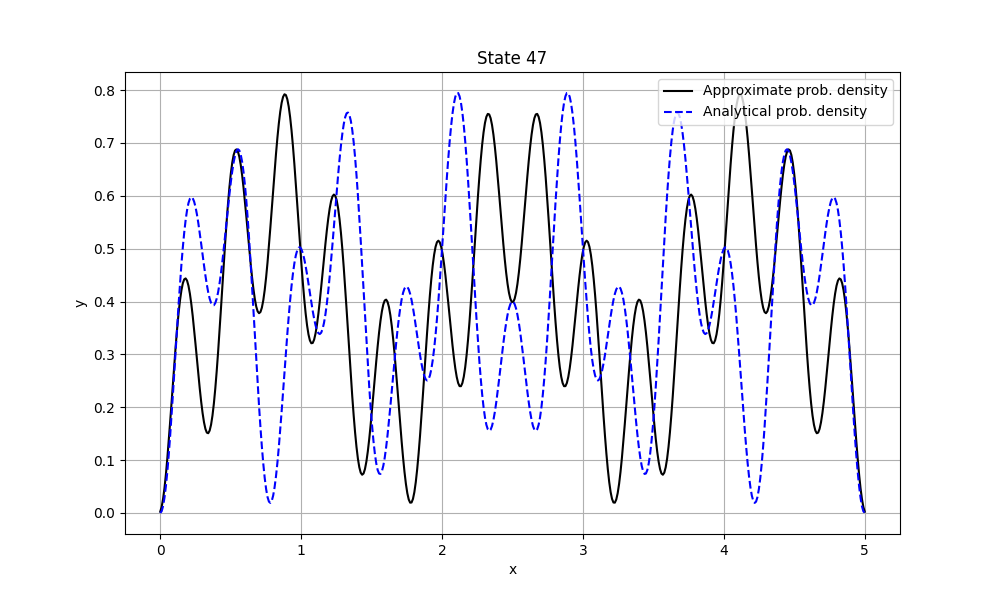 State 47
Approximate prob. density
Analytical prob. density
y
0.8
0.7
0.6
0.5
0.4
0.3
0.2
0.1
0.0
0 1 2 3 4 5
x